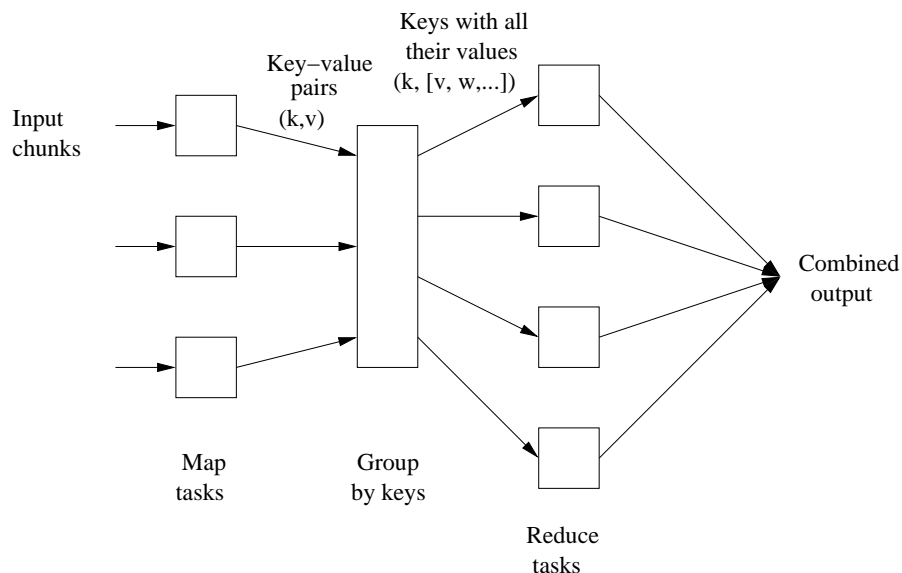 Keys with all
their values
(k, [v, w,...])
Key−value
pairs
(k,v)
Input
chunks
Combined
output
Map
tasks
Group
by keys
Reduce
tasks